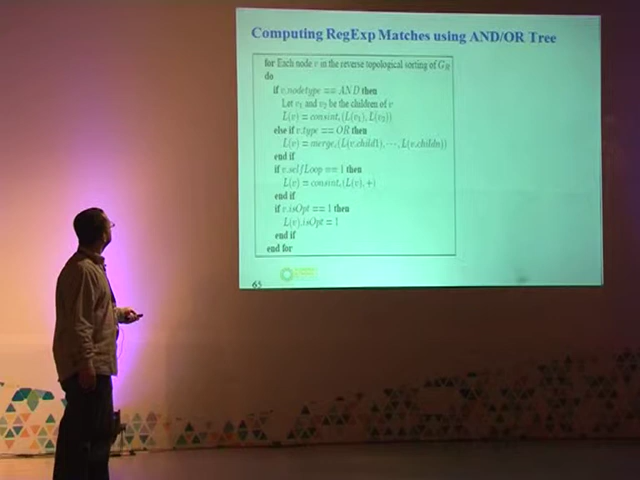 Computing RegExp Matches using AND/OR Tree
for Each node v in the reverse topological sorting of G_R
do
if v.nodetype == AND then
Let v1 and v2 be the children of v
L(v) = consint,(L(v1), L(v2))
else if v.type == OR then
L(v) = merge,(L(v.child1), ⋯, L(v.childn))
end if
if v.selfLoop == 1 then
L(v) = consint,(L(v), +)
end if
if v.isOpt == 1 then
L(v).isOpt = 1
end if
end for
65